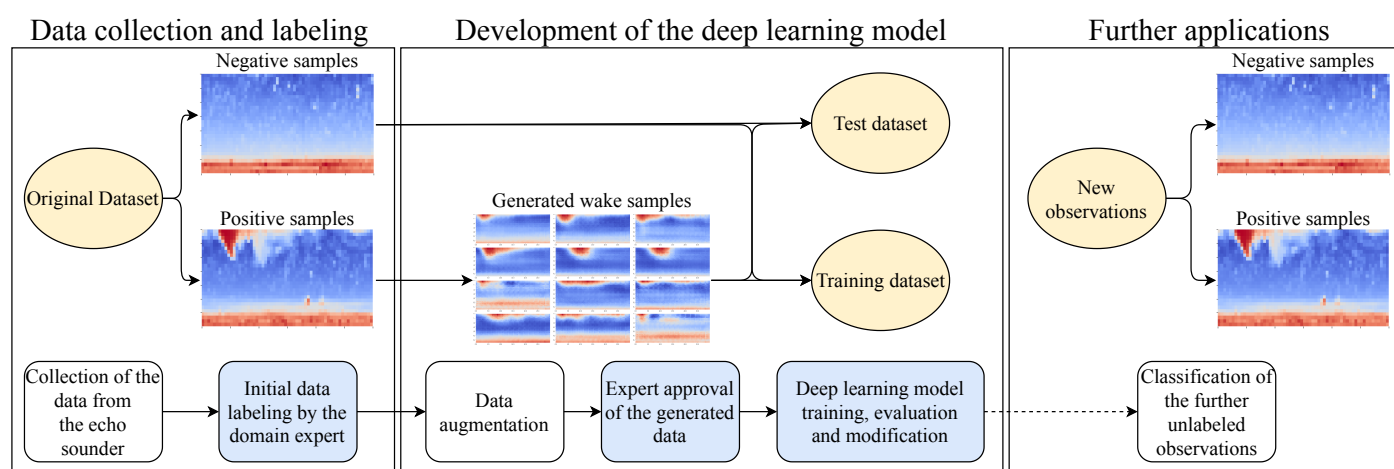 Data collection and labeling
Development of the deep learning model
Further applications
Negative samples
Original Dataset
Positive samples
Generated wake samples
Test dataset
Training dataset
Negative samples
New
observations
Positive samples
Collection of the
data from
the echo
sounder
Initial data
labeling by the
domain expert
Data
augmentation
Expert approval
of the generated
data
Deep learning model
training, evaluation
and modification
Classification of
the further
unlabeled
observations